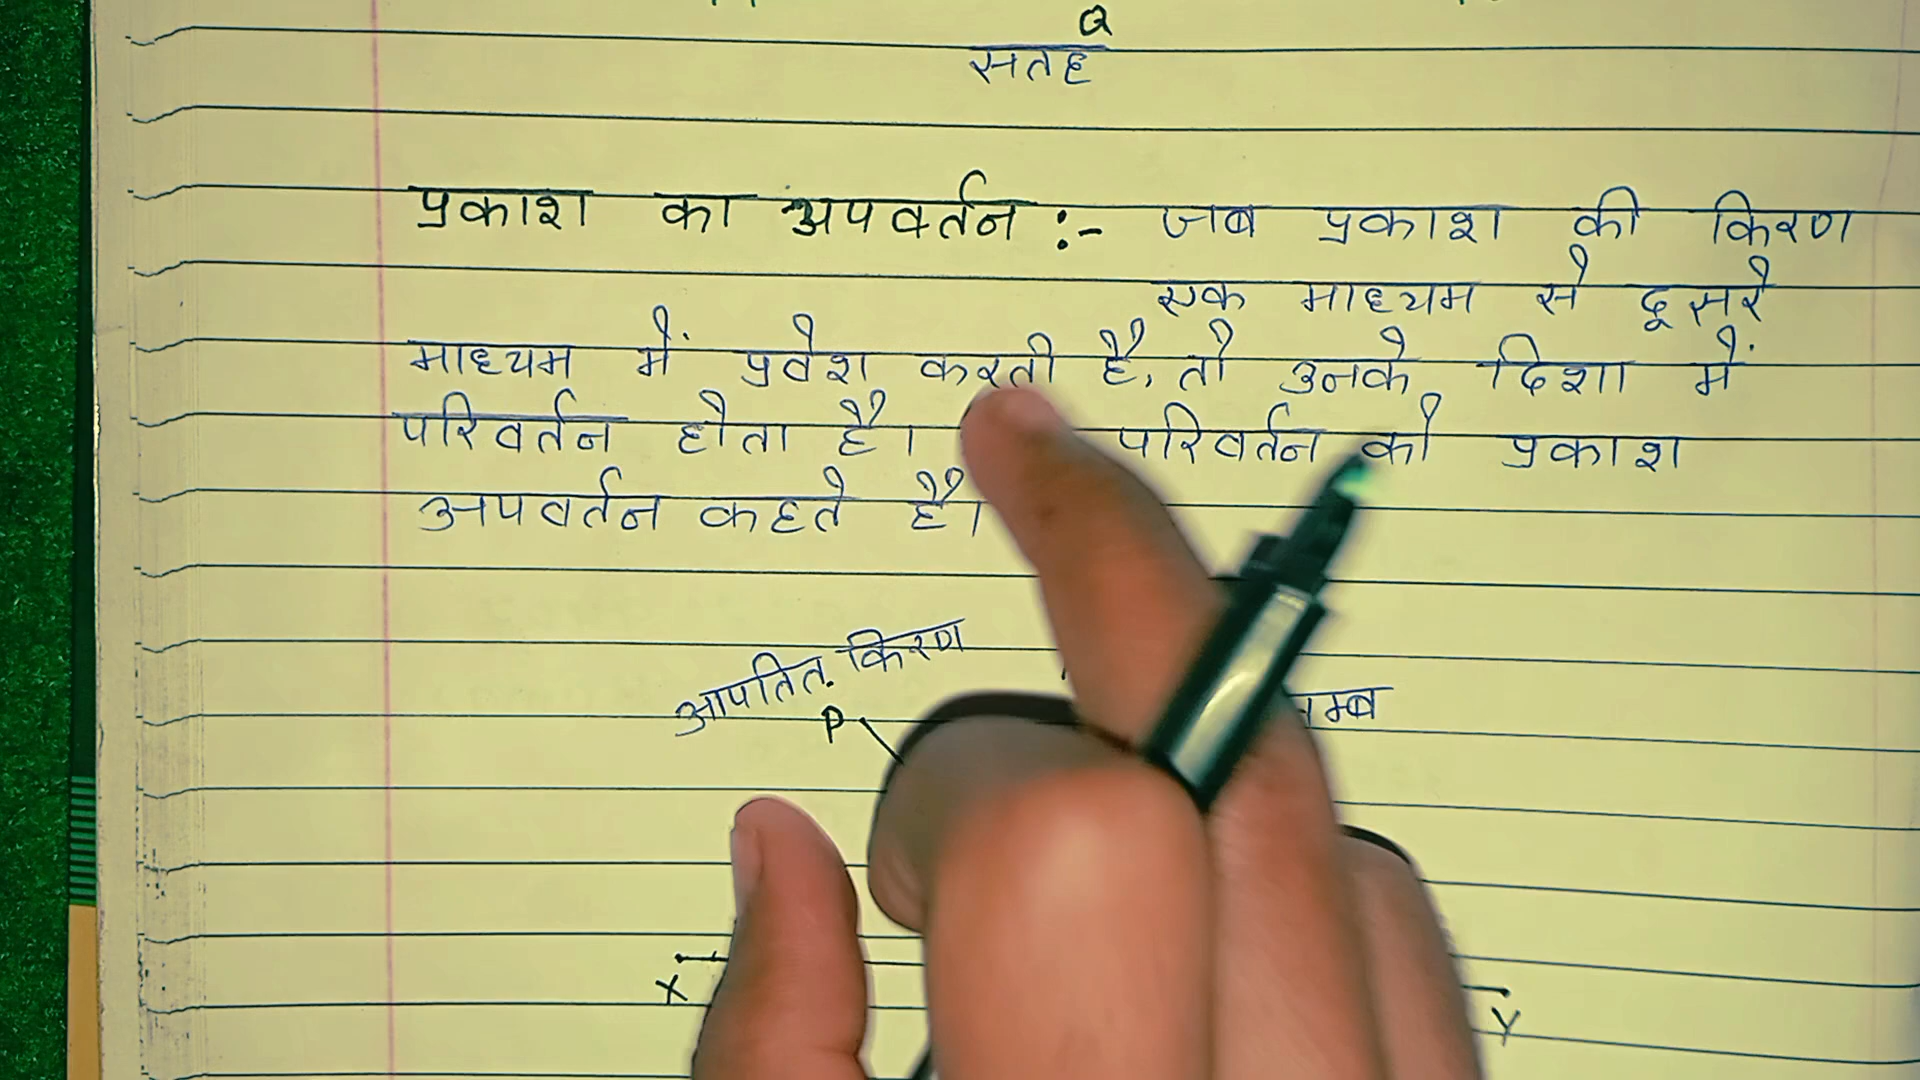 Q
सतह
प्रकाश का अपवर्तन :- जब प्रकाश की किरण
एक माध्यम से दूसरे
माध्यम में प्रवेश करती है, तो उनके दिशा में
परिवर्तन होता है। परिवर्तन को प्रकाश
अपवर्तन कहते है।
आपतित किरण
P
X
Y